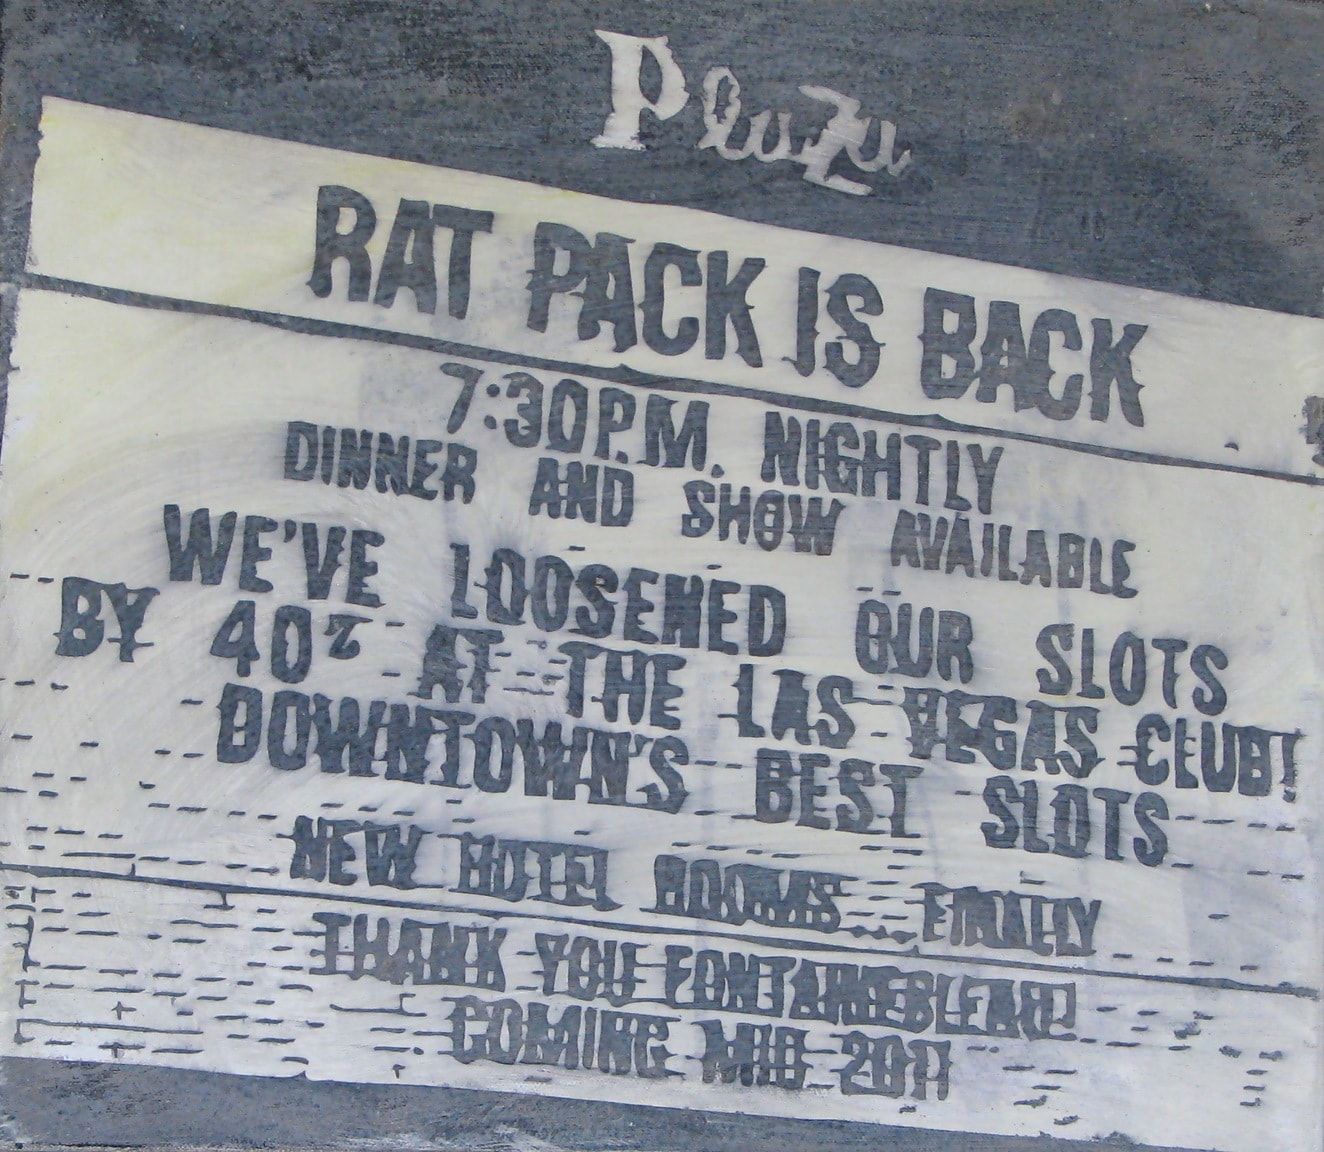 Plaza
RAT PACK IS BACK
7:30P.M. NIGHTLY
DINNER AND SHOW AVAILABLE
WE'VE LOOSENED OUR SLOTS
BY 40% AT THE LAS VEGAS CLUB!
DOWNTOWN'S BEST SLOTS
NEW HOTEL ROOMS FINALLY
THANK YOU FONTAINEBLEAU!
COMING MID 2011